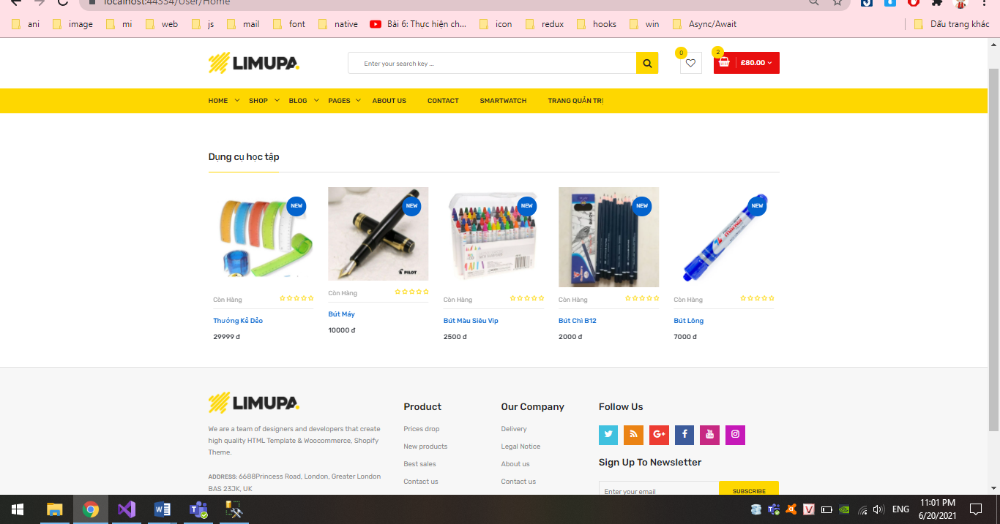 localhost:44354/User/Home
ani image mi web js mail font native Bài 6: Thực hiện ch... icon redux hooks win Async/Await Dấu trang khác
LIMUPA.
Enter your search key ...
0
2
£80.00
HOME SHOP BLOG PAGES ABOUT US CONTACT SMARTWATCH TRANG QUẢN TRỊ
Dụng cụ học tập
NEW NEW NEW NEW NEW
PILOT
Còn Hàng Còn Hàng Còn Hàng Còn Hàng Còn Hàng
Thướng Kẻ Dẻo Bút Máy Bút Màu Siêu Vip Bút Chì B12 Bút Lông
29999 đ 10000 đ 2500 đ 2000 đ 7000 đ
LIMUPA.
We are a team of designers and developers that create
high quality HTML Template & Woocommerce, Shopify
Theme.
ADDRESS: 6688Princess Road, London, Greater London
BAS 23JK, UK
Product
Prices drop
New products
Best sales
Contact us
Our Company
Delivery
Legal Notice
About us
Contact us
Follow Us
Sign Up To Newsletter
Enter your email
SUBSCRIBE
ENG
11:01 PM
6/20/2021